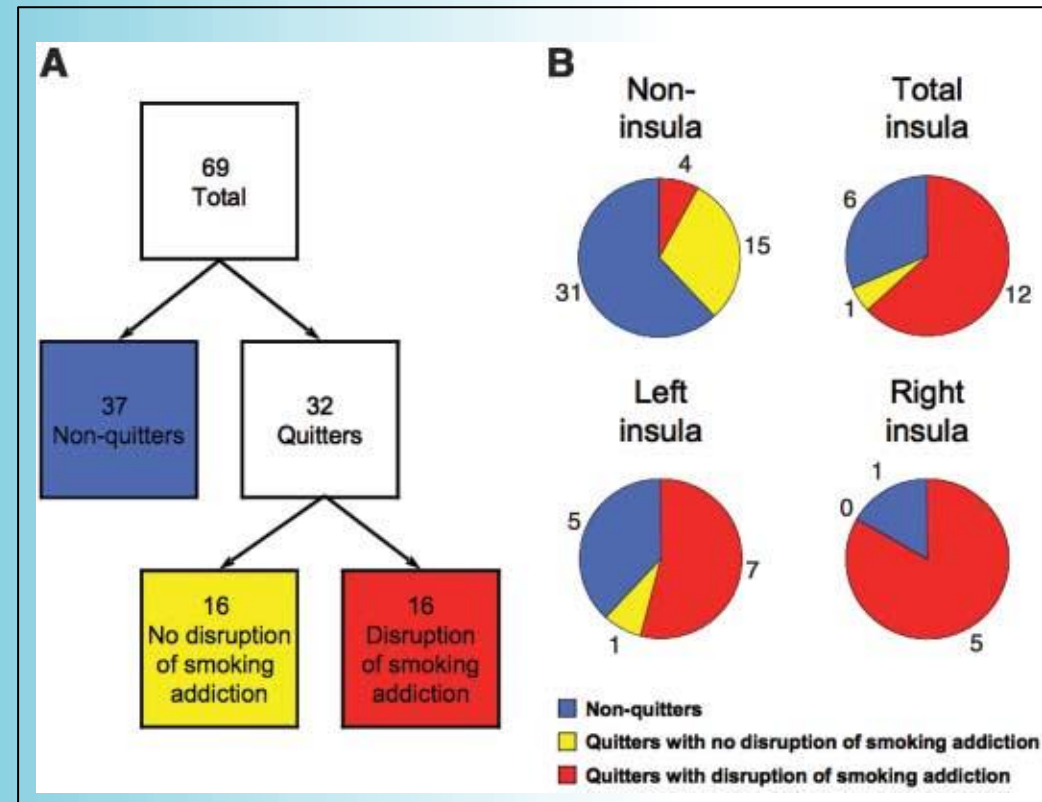 A
69
Total
37
Non-quitters
32
Quitters
16
No disruption
of smoking
addiction
16
Disruption
of smoking
addiction
B
Non-
insula
4
15
31
Total
insula
6
1
12
Left
insula
5
1
7
Right
insula
1
0
5
Non-quitters
Quitters with no disruption of smoking addiction
Quitters with disruption of smoking addiction